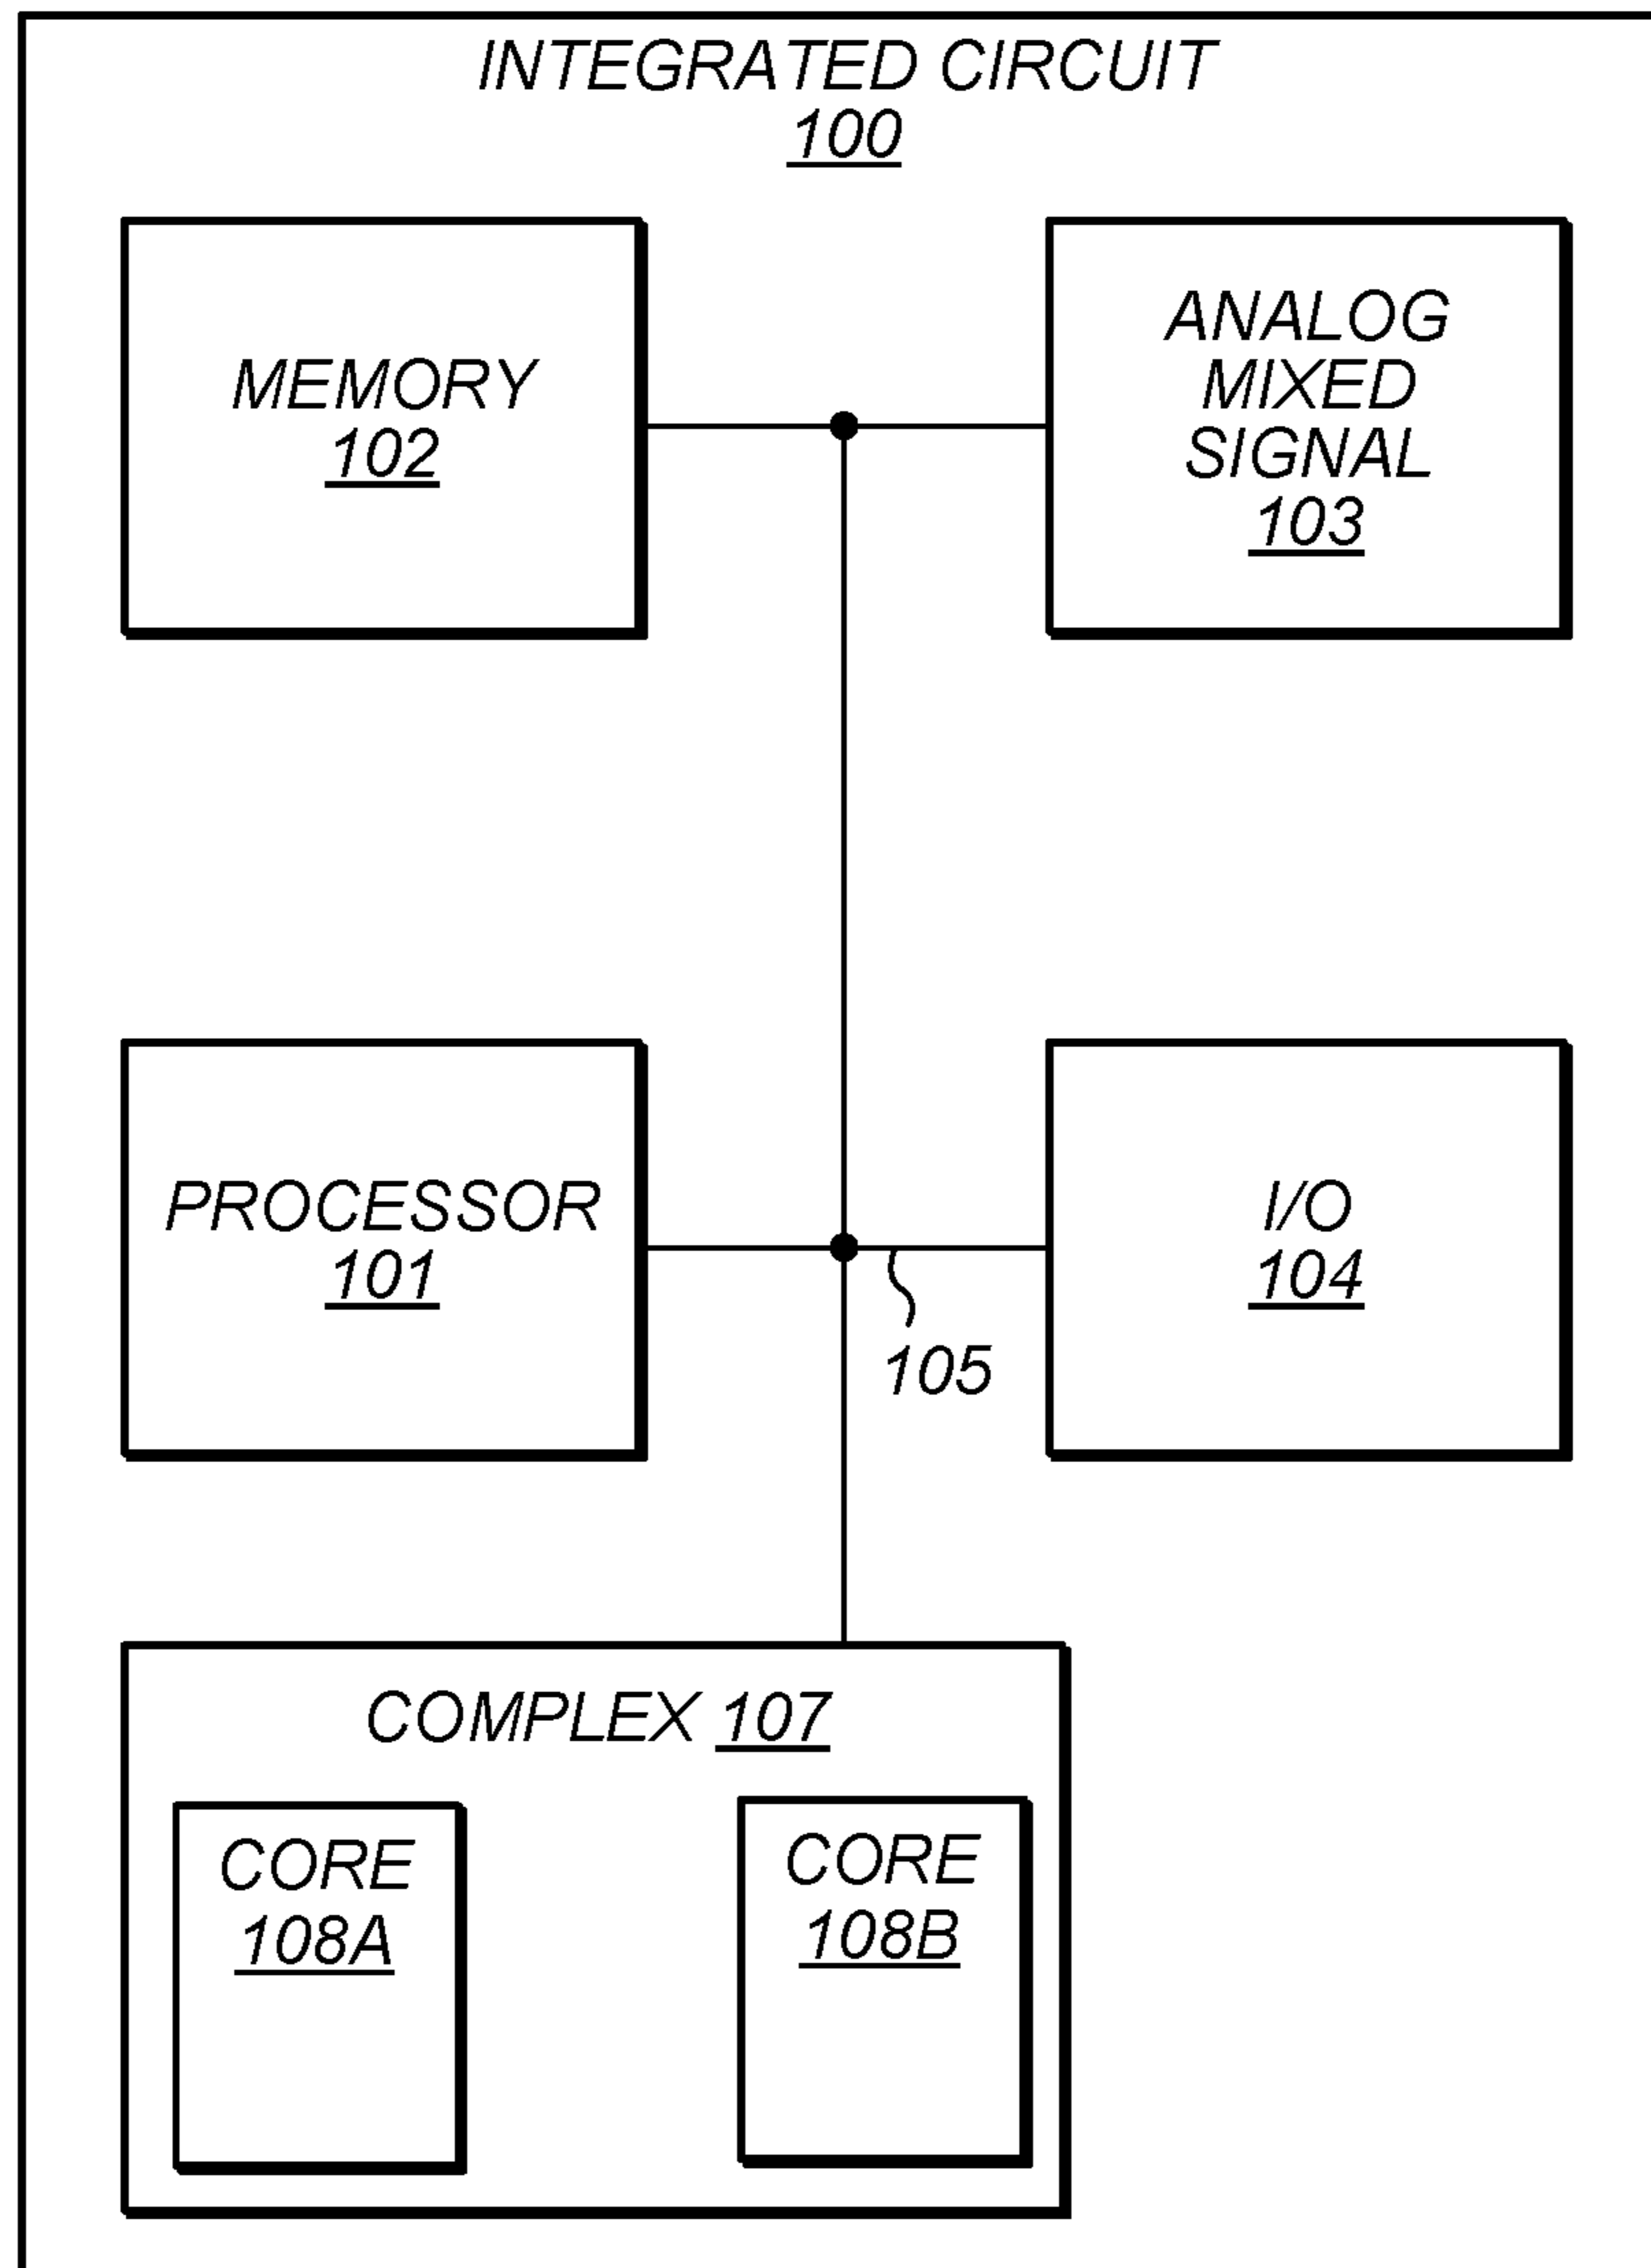 INTEGRATED CIRCUIT
100
MEMORY
102
ANALOG
MIXED
SIGNAL
103
PROCESSOR
101
I/O
104
105
COMPLEX 107
CORE
108A
CORE
108B